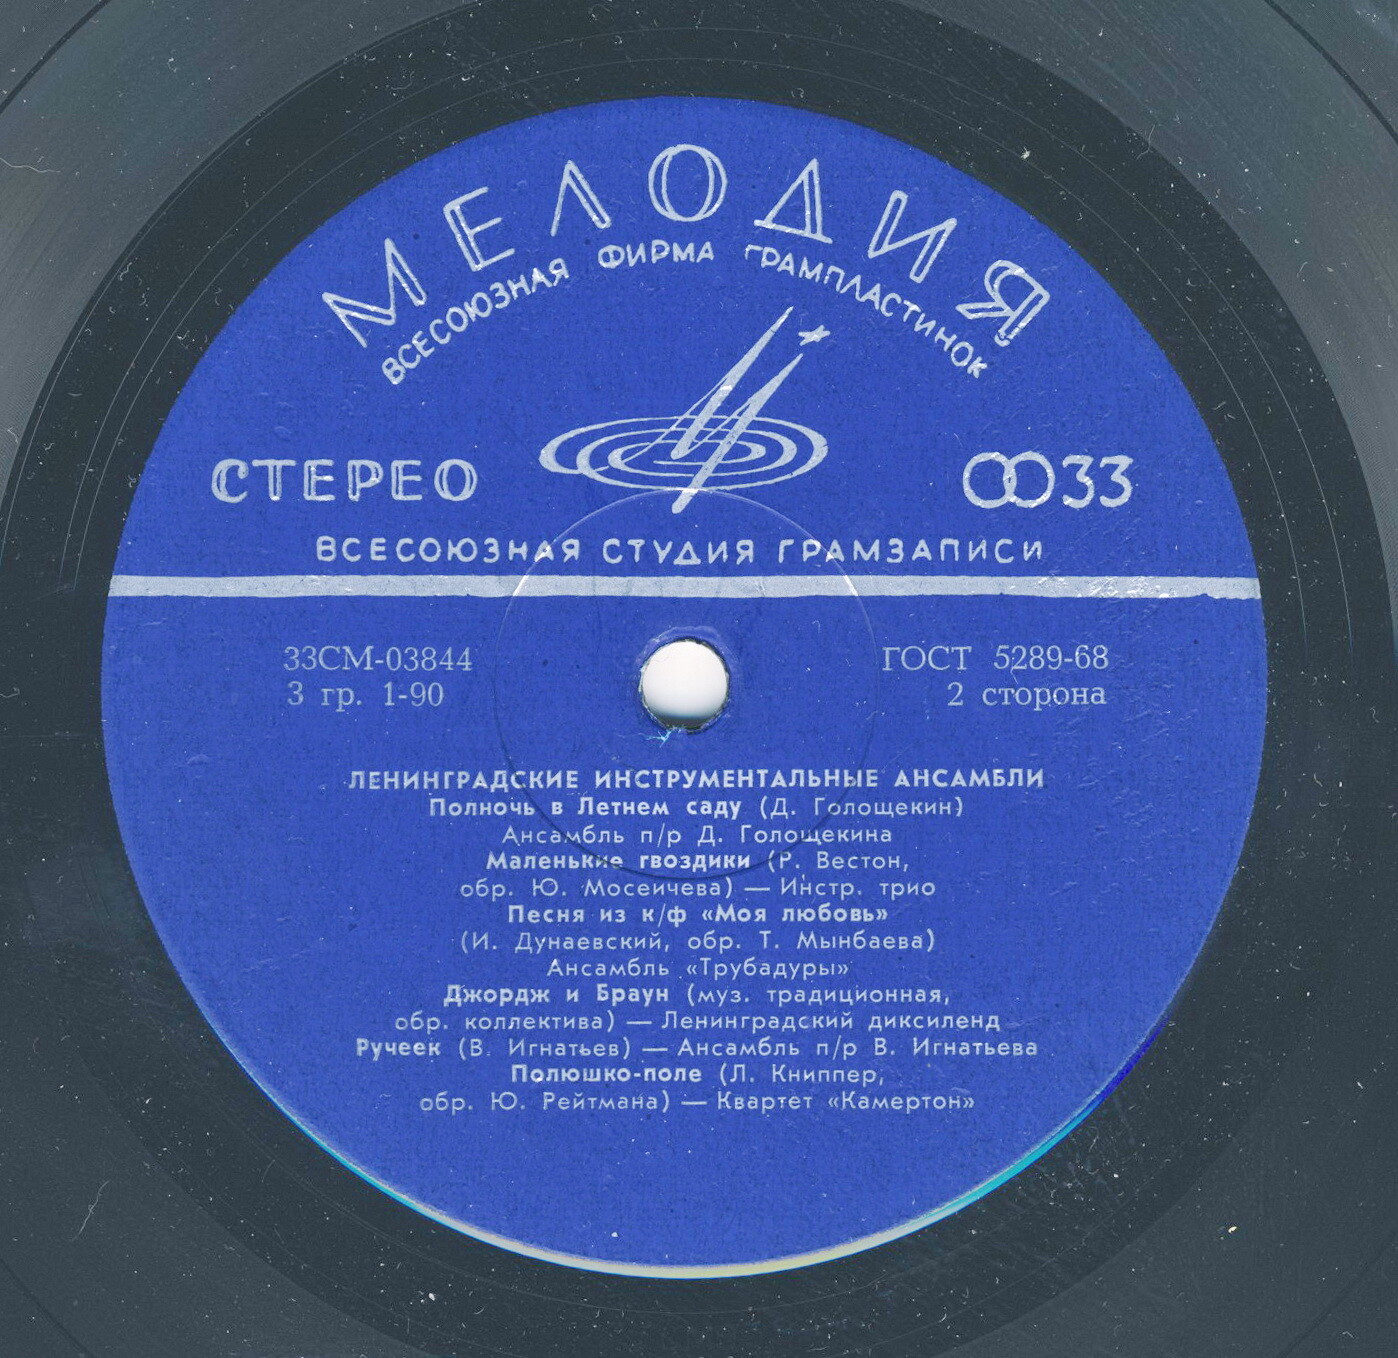 МЕЛОДИЯ
ВСЕСОЮЗНАЯ ФИРМА ГРАМПЛАСТИНОК
СТЕРЕО
33
ВСЕСОЮЗНАЯ СТУДИЯ ГРАМЗАПИСИ
33СМ-03844
ГОСТ 5289-68
3 гр. 1-90
2 сторона
ЛЕНИНГРАДСКИЕ ИНСТРУМЕНТАЛЬНЫЕ АНСАМБЛИ
Полночь в Летнем саду (Д. Голощекин)
Ансамбль п/р Д. Голощекина
Маленькие гвоздики (Р. Вестон,
обр. Ю. Мосеичева) — Инстр. трио
Песня из к/ф «Моя любовь»
(И. Дунаевский, обр. Т. Мынбаева)
Ансамбль «Трубадуры»
Джордж и Браун (муз. традиционная,
обр. коллектива) — Ленинградский диксиленд
Ручеек (В. Игнатьев) — Ансамбль п/р В. Игнатьева
Полюшко-поле (Л. Книппер,
обр. Ю. Рейтмана) — Квартет «Камертон»